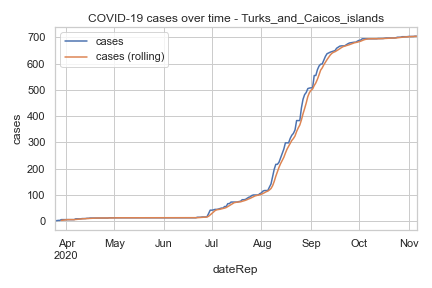 COVID-19 cases over time - Turks_and_Caicos_islands
cases
cases (rolling)
700
600
500
400
300
200
100
0
cases
Apr May Jun Jul Aug Sep Oct Nov
2020
dateRep